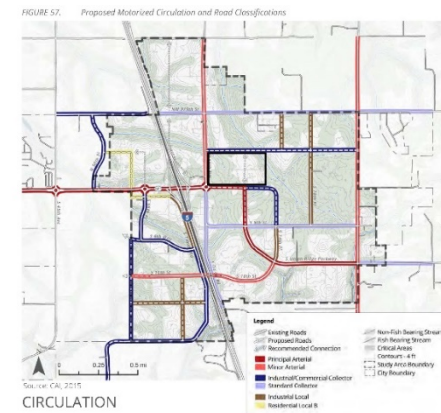 FIGURE 57. Proposed Motorized Circulation and Road Classifications
5
0 0.25 0.5 mi
Source: CAI, 2015
CIRCULATION
Legend
Existing Roads
Proposed Roads
Recommended Connection
Principal Arterial
Minor Arterial
Industrial/Commercial Collector
Standard Collector
Industrial Local
Residential Local
Non-Fish Bearing Stream
Fish Bearing Stream
Critical Areas
Contours - 4 ft
Study Area Boundary
City Boundary